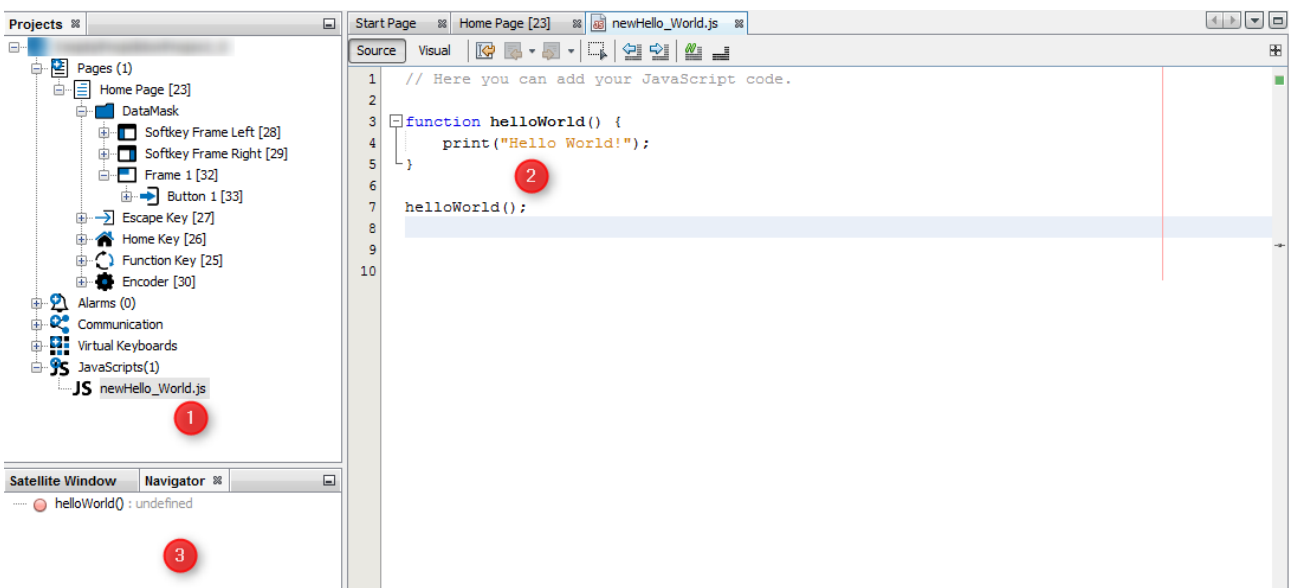 Projects
Pages (1)
Home Page [23]
DataMask
Softkey Frame Left [28]
Softkey Frame Right [29]
Frame 1 [32]
Button 1 [33]
Escape Key [27]
Home Key [26]
Function Key [25]
Encoder [30]
Alarms (0)
Communication
Virtual Keyboards
JS JavaScripts(1)
JS newHello_World.js
1
Satellite Window Navigator
helloWorld() : undefined
3
Start Page Home Page [23] newHello_World.js
Source Visual
1 // Here you can add your JavaScript code.
2
3 function helloWorld() {
4 print("Hello World!");
5 }
2
6
7 helloWorld();
8
9
10